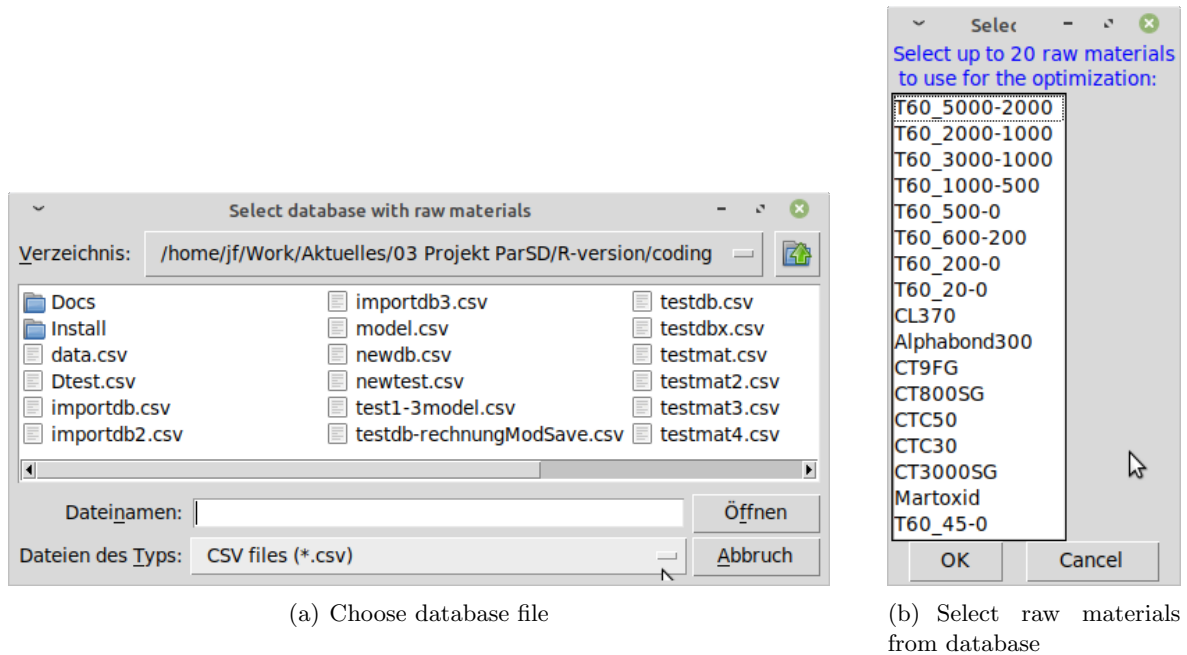 Select database with raw materials
Verzeichnis: /home/jf/Work/Aktuelles/03 Projekt ParSD/R-version/coding
Docs
Install
data.csv
Dtest.csv
importdb.csv
importdb2.csv
importdb3.csv
model.csv
newdb.csv
newtest.csv
test1-3model.csv
testdb-rechnungModSave.csv
testdb.csv
testdbx.csv
testmat.csv
testmat2.csv
testmat3.csv
testmat4.csv
Dateinamen: Öffnen
Dateien des Typs: CSV files (*.csv) Abbruch
(a) Choose database file
Selec
Select up to 20 raw materials
to use for the optimization:
T60_5000-2000
T60_2000-1000
T60_3000-1000
T60_1000-500
T60_500-0
T60_600-200
T60_200-0
T60_20-0
CL370
Alphabond300
CT9FG
CT800SG
CTC50
CTC30
CT3000SG
Martoxid
T60_45-0
OK Cancel
(b) Select raw materials
from database